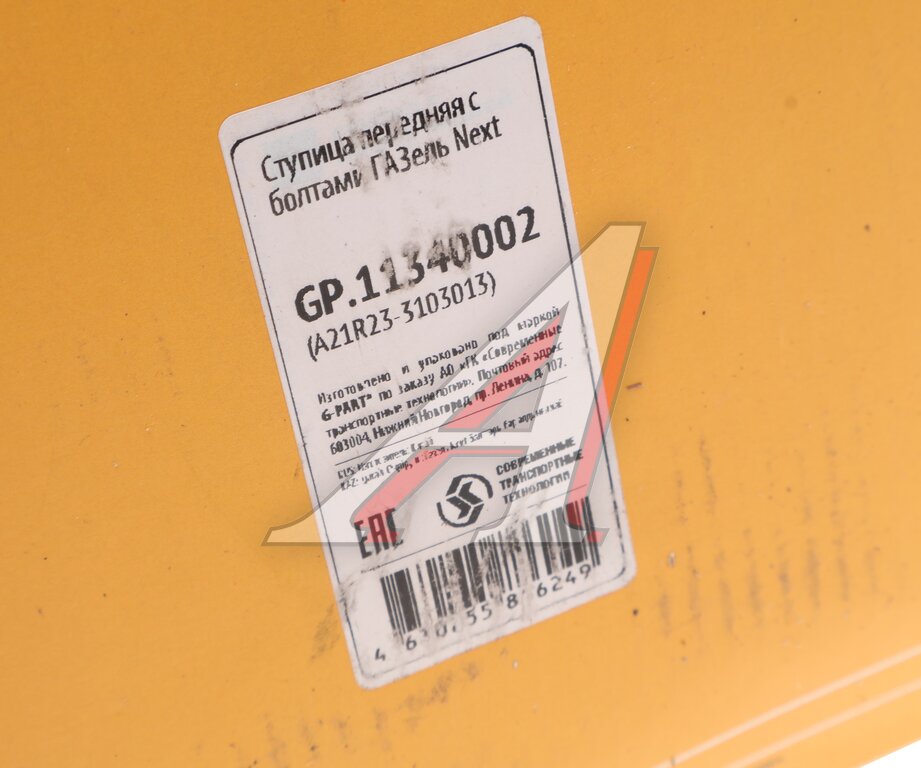 Ступица передняя с
болтами ГАЗель Next
GP.11340002
(A21R23-3103013)
Изготовлено и упаковано под маркой
G-PART® по заказу АО «ГК «Современные
транспортные технологии». Почтовый адрес
603004, Нижний Новгород, пр. Ленина, д. 107.
EAC
СОВРЕМЕННЫЕ
ТРАНСПОРТНЫЕ
ТЕХНОЛОГИИ